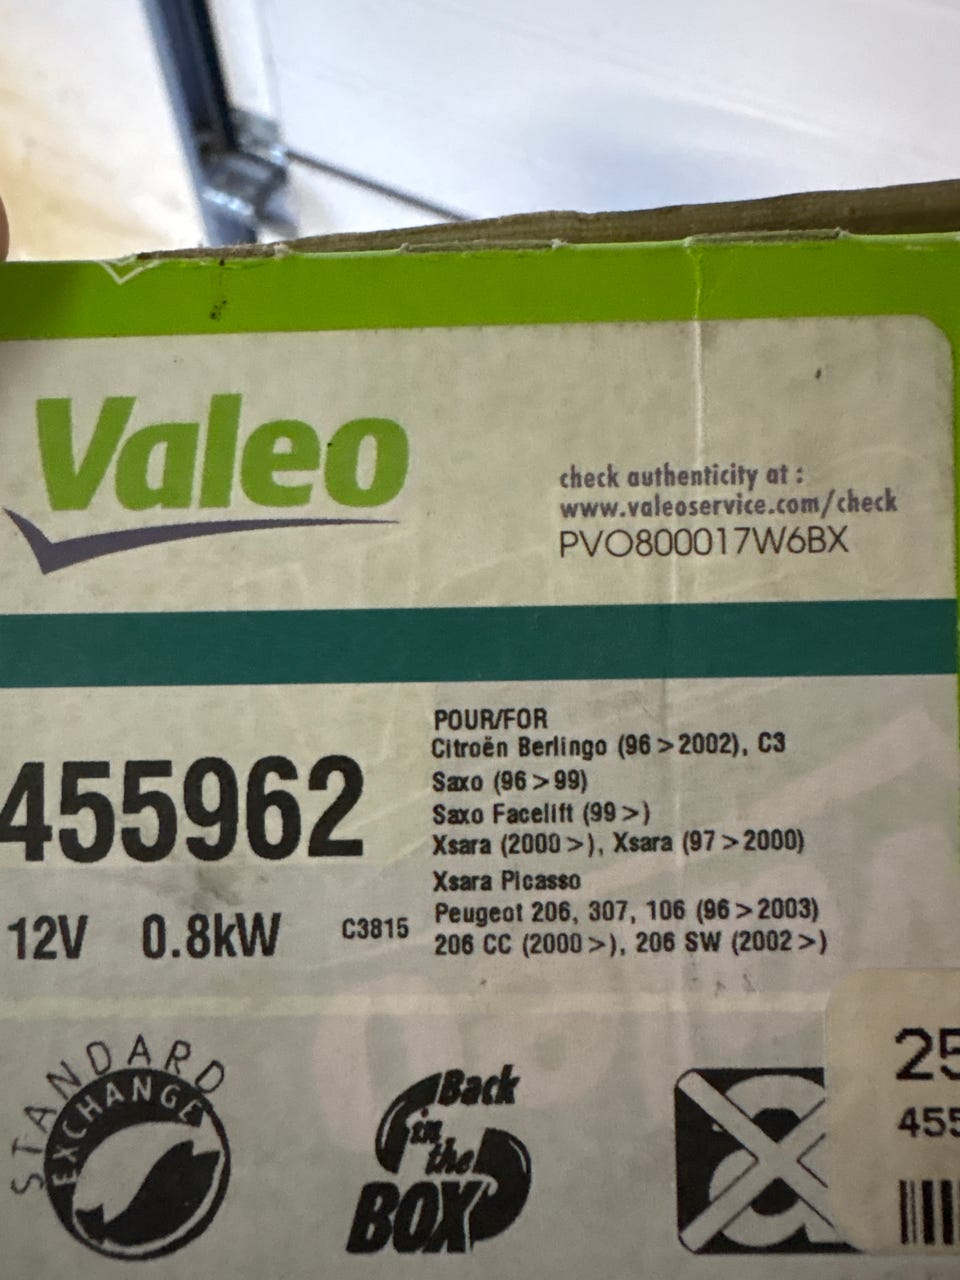 Valeo
check authenticity at :
www.valeoservice.com/check
PVO800017W6BX
455962
12V 0.8kW C3815
POUR/FOR
Citroën Berlingo (96>2002), C3
Saxo (96>99)
Saxo Facelift (99>)
Xsara (2000>), Xsara (97>2000)
Xsara Picasso
Peugeot 206, 307, 106 (96>2003)
206 CC (2000>), 206 SW (2002>)
STANDARD
EXCHANGE
Back
in
the
BOX
a
25
455